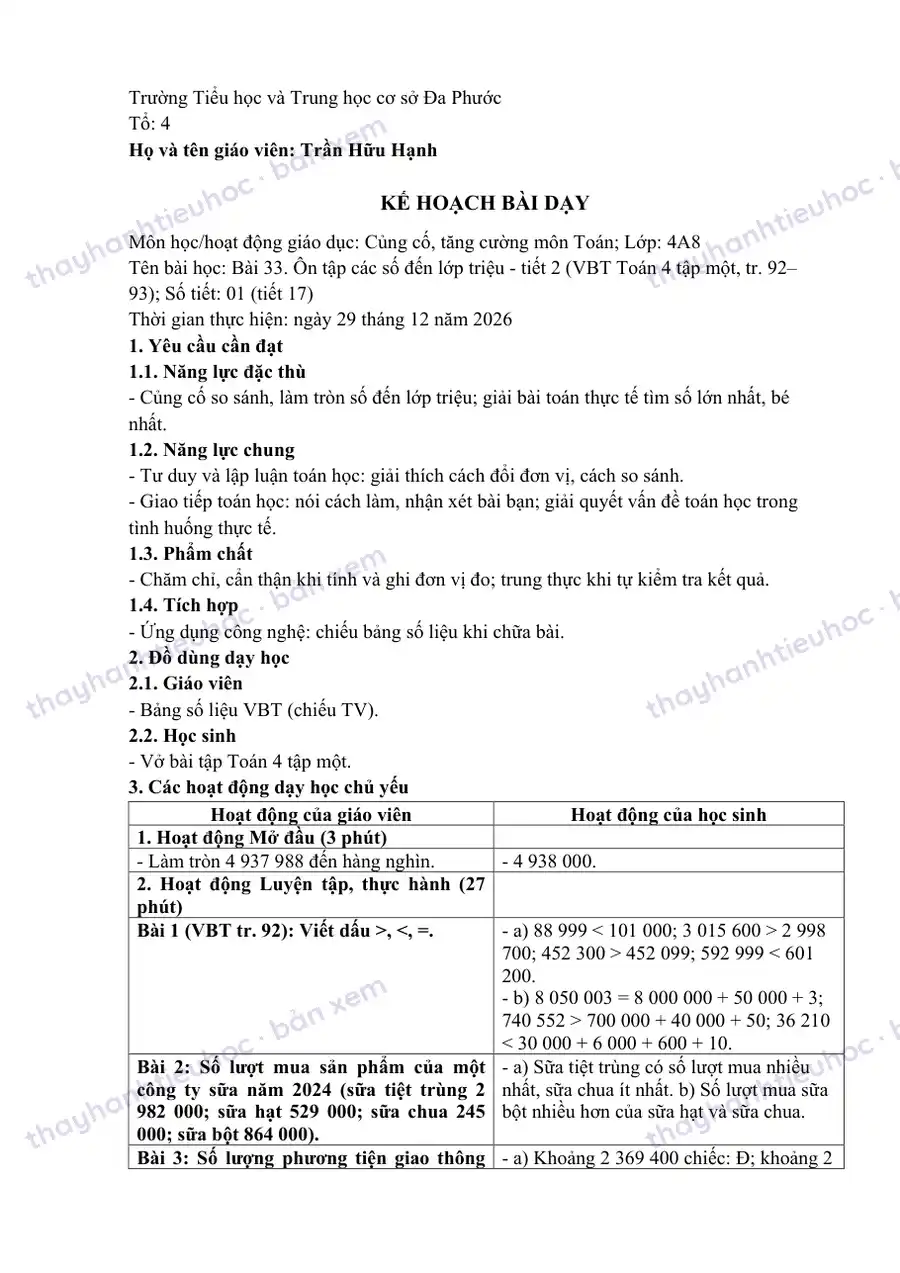 Trường Tiểu học và Trung học cơ sở Đa Phước
Tổ: 4
Họ và tên giáo viên: Trần Hữu Hạnh
KẾ HOẠCH BÀI DẠY
Môn học/hoạt động giáo dục: Củng cố, tăng cường môn Toán; Lớp: 4A8
Tên bài học: Bài 33. Ôn tập các số đến lớp triệu - tiết 2 (VBT Toán 4 tập một, tr. 92–
93); Số tiết: 01 (tiết 17)
Thời gian thực hiện: ngày 29 tháng 12 năm 2026
1. Yêu cầu cần đạt
1.1. Năng lực đặc thù
- Củng cố so sánh, làm tròn số đến lớp triệu; giải bài toán thực tế tìm số lớn nhất, bé
nhất.
1.2. Năng lực chung
- Tư duy và lập luận toán học: giải thích cách đổi đơn vị, cách so sánh.
- Giao tiếp toán học: nói cách làm, nhận xét bài bạn; giải quyết vấn đề toán học trong
tình huống thực tế.
1.3. Phẩm chất
- Chăm chỉ, cẩn thận khi tính và ghi đơn vị đo; trung thực khi tự kiểm tra kết quả.
1.4. Tích hợp
- Ứng dụng công nghệ: chiếu bảng số liệu khi chữa bài.
2. Đồ dùng dạy học
2.1. Giáo viên
- Bảng số liệu VBT (chiếu TV).
2.2. Học sinh
- Vở bài tập Toán 4 tập một.
3. Các hoạt động dạy học chủ yếu
Hoạt động của giáo viên
Hoạt động của học sinh
1. Hoạt động Mở đầu (3 phút)
- Làm tròn 4 937 988 đến hàng nghìn.
- 4 938 000.
2. Hoạt động Luyện tập, thực hành (27
phút)
Bài 1 (VBT tr. 92): Viết dấu >, <, =.
- a) 88 999 < 101 000; 3 015 600 > 2 998
700; 452 300 > 452 099; 592 999 < 601
200.
- b) 8 050 003 = 8 000 000 + 50 000 + 3;
740 552 > 700 000 + 40 000 + 50; 36 210
< 30 000 + 6 000 + 600 + 10.
Bài 2: Số lượt mua sản phẩm của một
công ty sữa năm 2024 (sữa tiệt trùng 2
982 000; sữa hạt 529 000; sữa chua 245
000; sữa bột 864 000).
- a) Sữa tiệt trùng có số lượt mua nhiều
nhất, sữa chua ít nhất. b) Số lượt mua sữa
bột nhiều hơn của sữa hạt và sữa chua.
Bài 3: Số lượng phương tiện giao thông
- a) Khoảng 2 369 400 chiếc: Đ; khoảng 2
thayhanhtieuhoc · bản xem
thayhanhtieuhoc · b
thayhanhtieuhoc · bản xem
thayhanhtieuhoc · b
thayhanhtieuhoc · bản xem
thayhanhtieuhoc · b